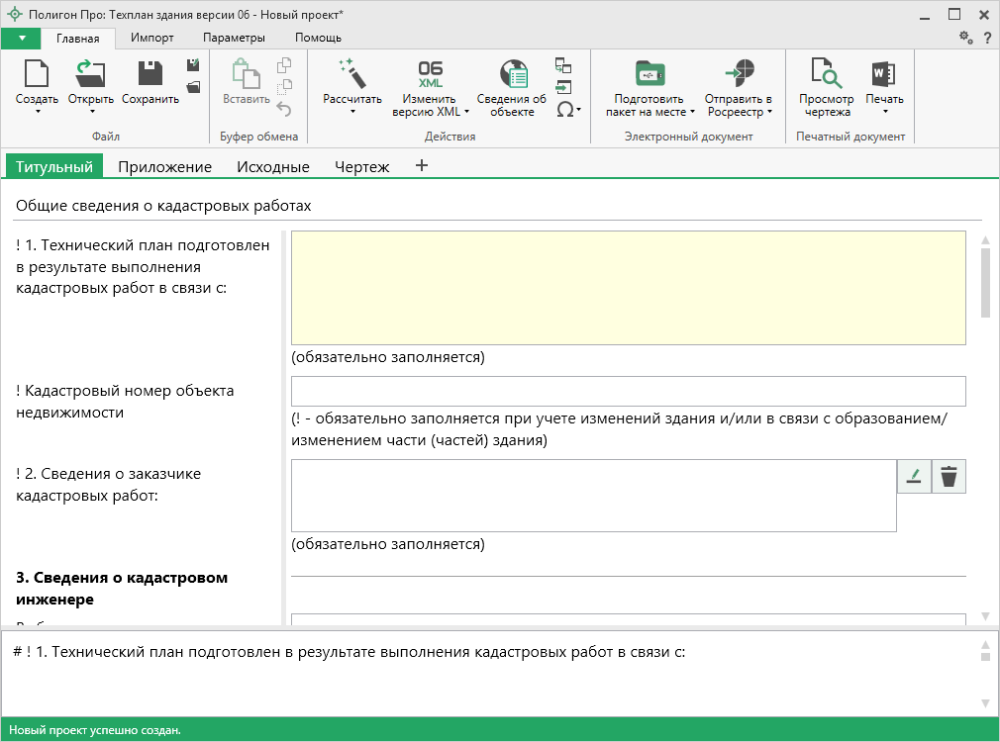 Полигон Про: Техплан здания версии 06 - Новый проект*
Главная Импорт Параметры Помощь
?
Создать Открыть Сохранить
Файл
Вставить
Буфер обмена
Рассчитать
06
XML
Изменить
версию XML
Сведения об
объекте
Ω
Действия
Подготовить
пакет на месте
Отправить в
Росреестр
Электронный документ
Просмотр
чертежа
W
Печать
Печатный документ
Титульный Приложение Исходные Чертеж +
Общие сведения о кадастровых работах
! 1. Технический план подготовлен
в результате выполнения
кадастровых работ в связи с:
(обязательно заполняется)
! Кадастровый номер объекта
недвижимости
(! - обязательно заполняется при учете изменений здания и/или в связи с образованием/
изменением части (частей) здания)
! 2. Сведения о заказчике
кадастровых работ:
(обязательно заполняется)
3. Сведения о кадастровом
инженере
# ! 1. Технический план подготовлен в результате выполнения кадастровых работ в связи с:
Новый проект успешно создан.